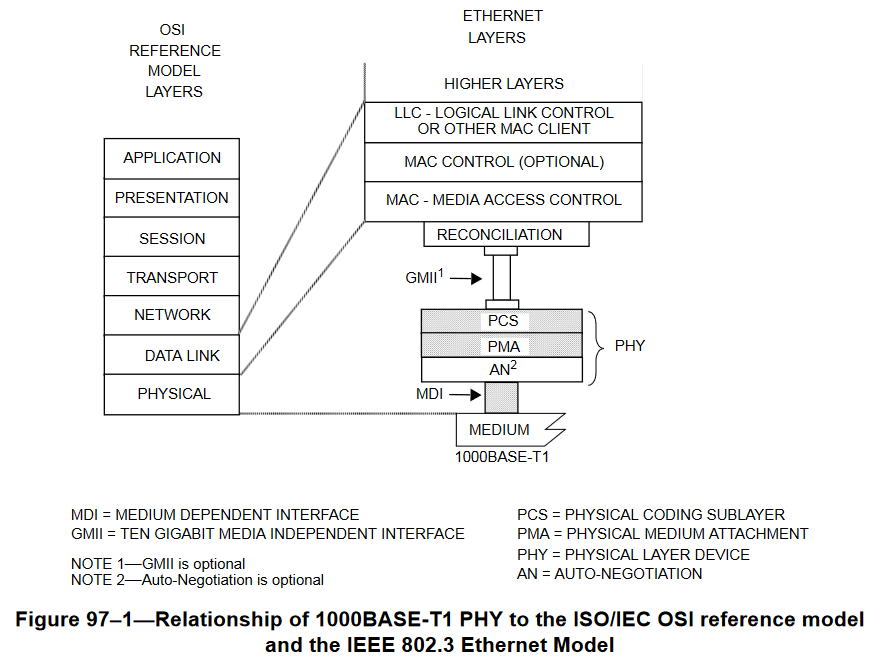 OSI
REFERENCE
MODEL
LAYERS
ETHERNET
LAYERS
APPLICATION
PRESENTATION
SESSION
TRANSPORT
NETWORK
DATA LINK
PHYSICAL
HIGHER LAYERS
LLC - LOGICAL LINK CONTROL
OR OTHER MAC CLIENT
MAC CONTROL (OPTIONAL)
MAC - MEDIA ACCESS CONTROL
RECONCILIATION
GMII1
PCS
PMA
AN2
PHY
MDI
MEDIUM
1000BASE-T1
MDI = MEDIUM DEPENDENT INTERFACE
GMII = TEN GIGABIT MEDIA INDEPENDENT INTERFACE
NOTE 1—GMII is optional
NOTE 2—Auto-Negotiation is optional
PCS = PHYSICAL CODING SUBLAYER
PMA = PHYSICAL MEDIUM ATTACHMENT
PHY = PHYSICAL LAYER DEVICE
AN = AUTO-NEGOTIATION
Figure 97–1—Relationship of 1000BASE-T1 PHY to the ISO/IEC OSI reference model
and the IEEE 802.3 Ethernet Model